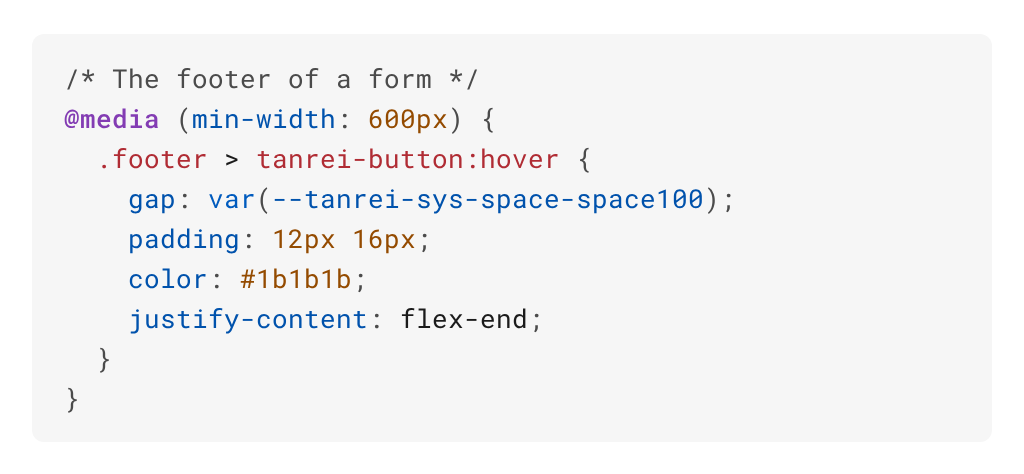 /* The footer of a form */
@media (min-width: 600px) {
  .footer > tanrei-button:hover {
    gap: var(--tanrei-sys-space-space100);
    padding: 12px 16px;
    color: #1b1b1b;
    justify-content: flex-end;
  }
}